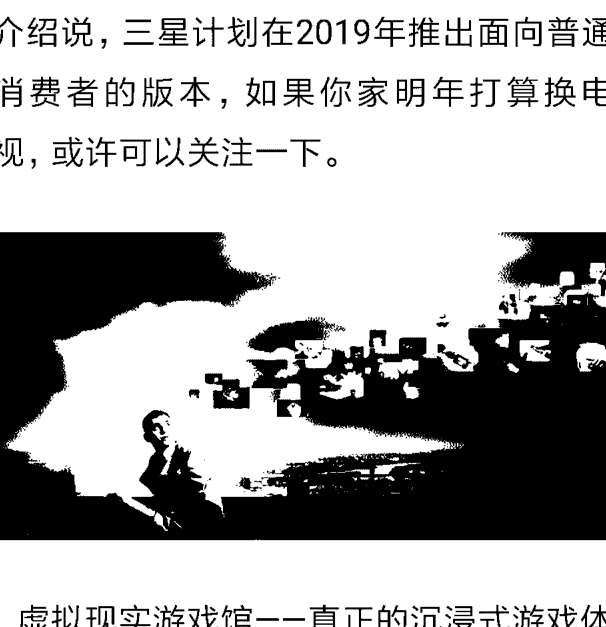 介绍说，三星计划在2019年推出面向普通
消费者的版本，如果你家明年打算换电
视，或许可以关注一下。
虚拟现实游戏馆——真正的沉浸式游戏体